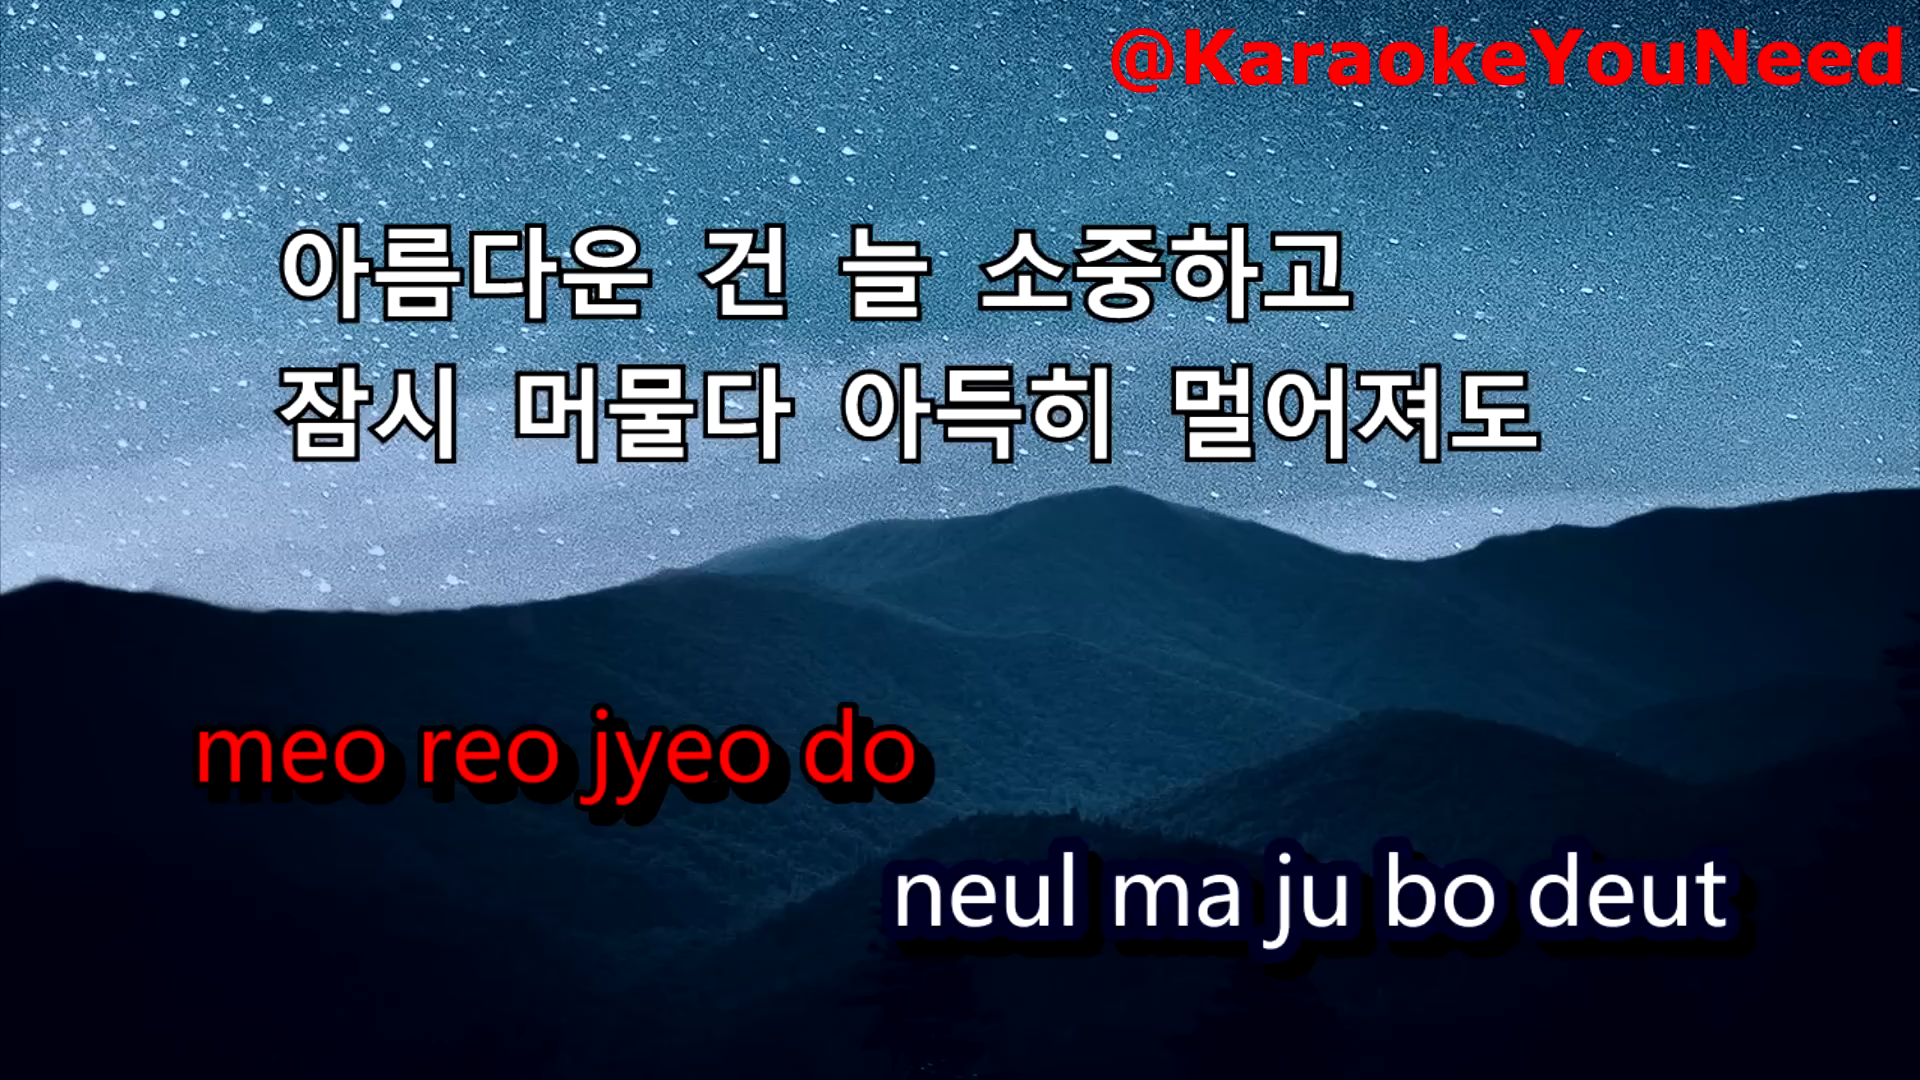 @KaraokeYouNeed
아름다운 건 늘 소중하고
잠시 머물다 아득히 멀어져도
meo reo jyeo do
neul ma ju bo deut